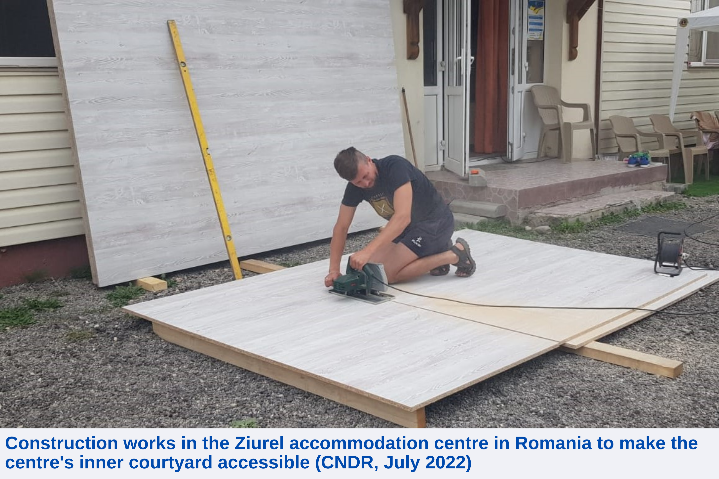 Construction works in the Ziurel accommodation centre in Romania to make the
centre's inner courtyard accessible (CNDR, July 2022)